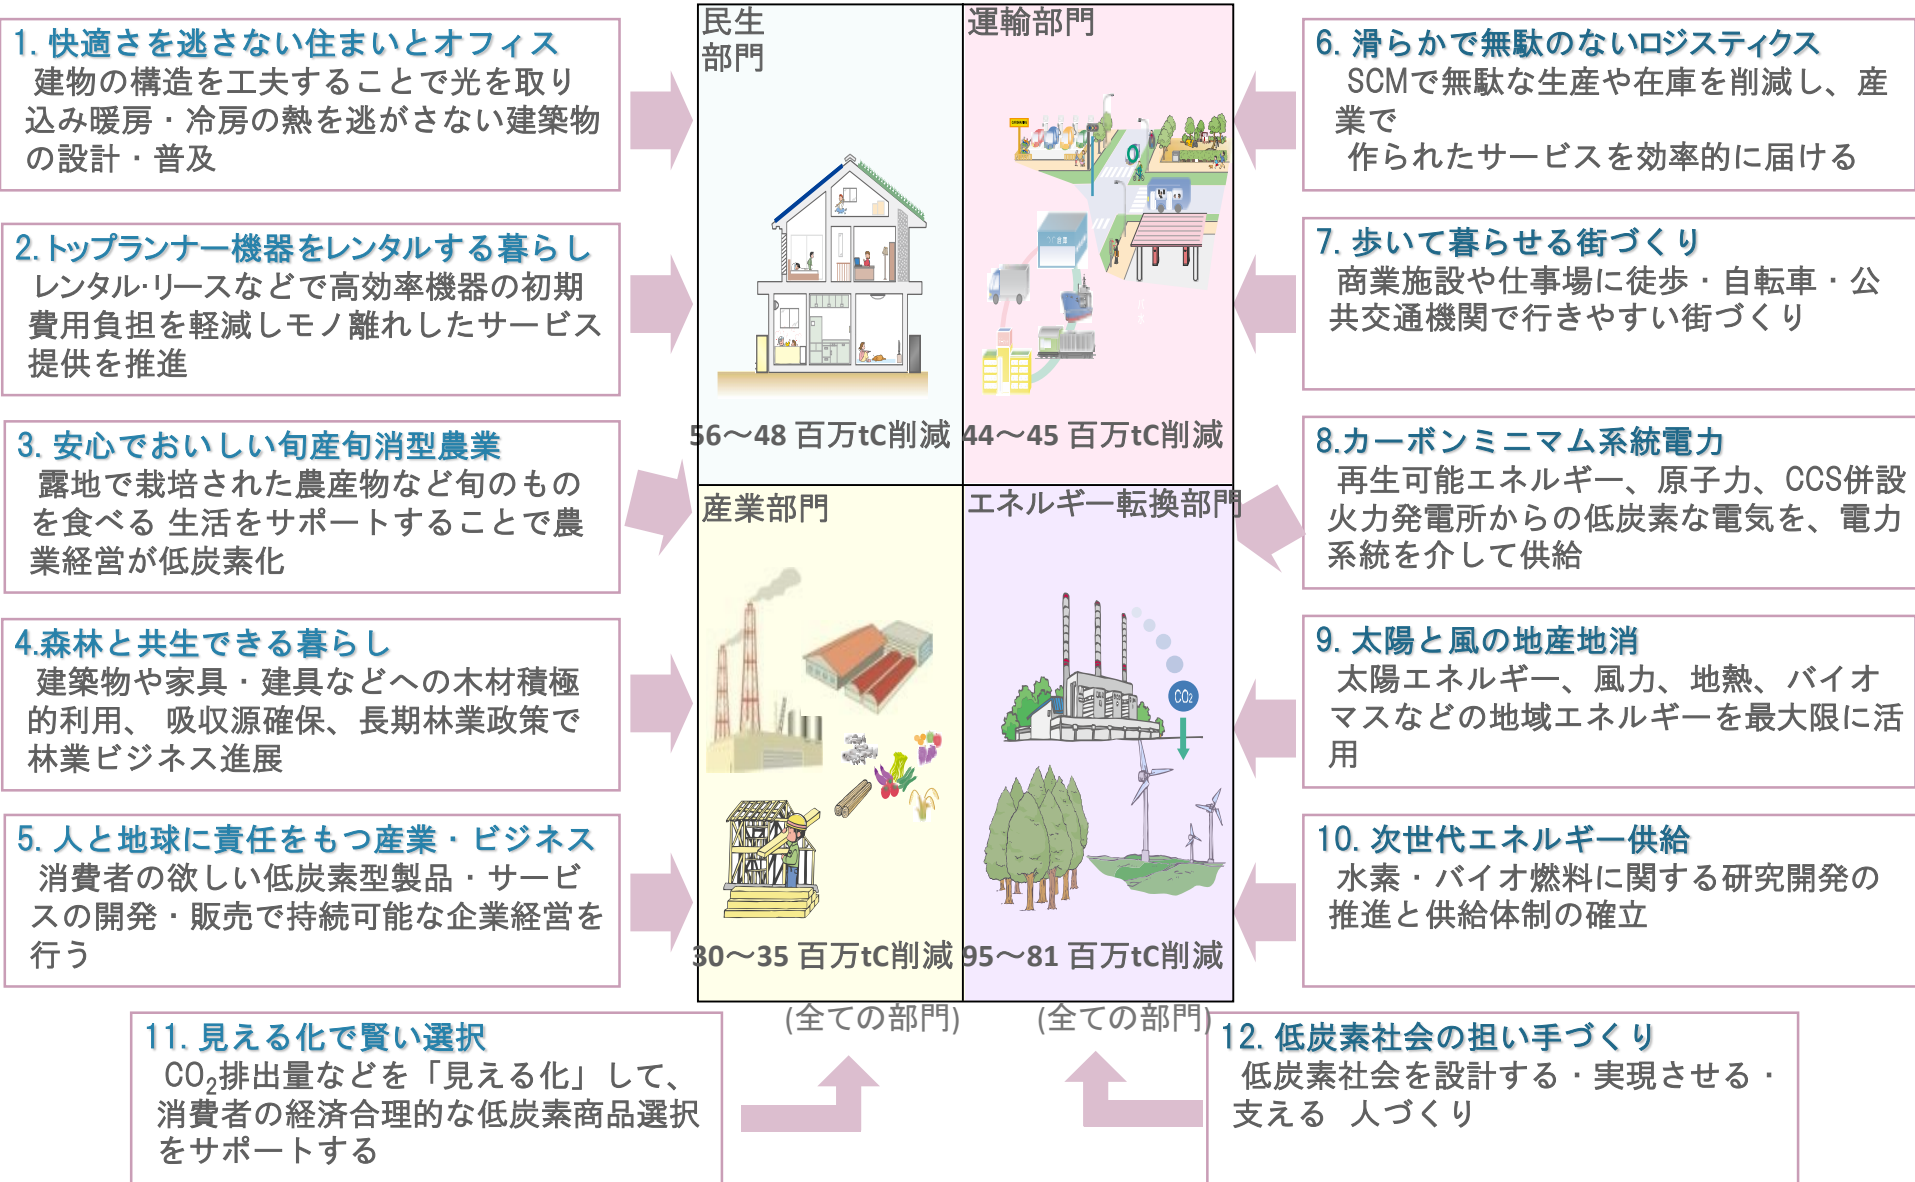 1. 快適さを逃さない住まいとオフィス
建物の構造を工夫することで光を取り
込み暖房・冷房の熱を逃がさない建築物
の設計・普及
2. トップランナー機器をレンタルする暮らし
レンタル・リースなどで高効率機器の初期
費用負担を軽減しモノ離れしたサービス
提供を推進
3. 安心でおいしい旬産旬消型農業
露地で栽培された農産物など旬のもの
を食べる 生活をサポートすることで農
業経営が低炭素化
4.森林と共生できる暮らし
建築物や家具・建具などへの木材積極
的利用、 吸収源確保、長期林業政策で
林業ビジネス進展
5. 人と地球に責任をもつ産業・ビジネス
消費者の欲しい低炭素型製品・サービ
スの開発・販売で持続可能な企業経営を
行う
民生
部門
56～48 百万tC削減
運輸部門
44～45 百万tC削減
産業部門
30～35 百万tC削減
エネルギー転換部門
CO₂
95～81 百万tC削減
(全ての部門)
(全ての部門)
6. 滑らかで無駄のないロジスティクス
SCMで無駄な生産や在庫を削減し、産
業で
作られたサービスを効率的に届ける
7. 歩いて暮らせる街づくり
商業施設や仕事場に徒歩・自転車・公
共交通機関で行きやすい街づくり
8.カーボンミニマム系統電力
再生可能エネルギー、原子力、CCS併設
火力発電所からの低炭素な電気を、電力
系統を介して供給
9. 太陽と風の地産地消
太陽エネルギー、風力、地熱、バイオ
マスなどの地域エネルギーを最大限に活
用
10. 次世代エネルギー供給
水素・バイオ燃料に関する研究開発の
推進と供給体制の確立
11. 見える化で賢い選択
CO₂排出量などを「見える化」して、
消費者の経済合理的な低炭素商品選択
をサポートする
12. 低炭素社会の担い手づくり
低炭素社会を設計する・実現させる・
支える　人づくり